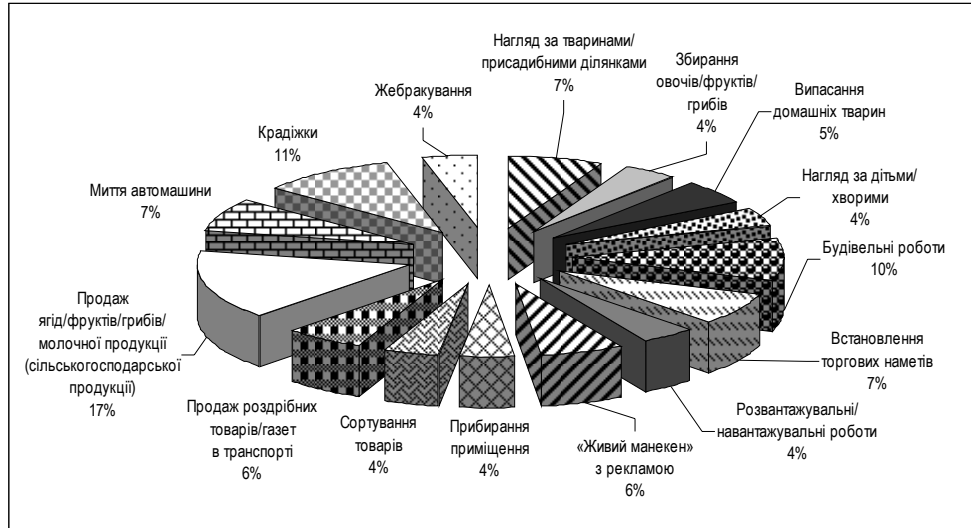 Нагляд за тваринами/
присадибними ділянками
7%
Збирання
овочів/фруктів/
грибів
4%
Випасання
домашніх тварин
5%
Нагляд за дітьми/
хворими
4%
Будівельні роботи
10%
Встановлення
торгових наметів
7%
Розвантажувальні/
навантажувальні роботи
4%
«Живий манекен»
з рекламою
6%
Прибирання
приміщення
4%
Сортування
товарів
4%
Продаж роздрібних
товарів/газет
в транспорті
6%
Продаж
ягід/фруктів/грибів/
молочної продукції
(сільськогосподарської
продукції)
17%
Миття автомашини
7%
Крадіжки
11%
Жебракування
4%